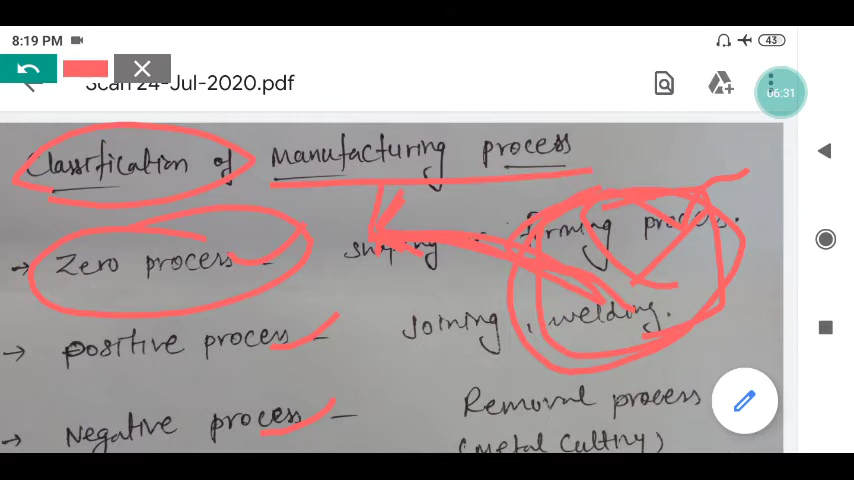 8:19 PM 43
Scan 24-Jul-2020.pdf
06:31
Classification of Manufacturing process
→ Zero process - shaping forming process.
→ positive process - Joining, welding.
→ Negative process - Removal process
(metal cutting)